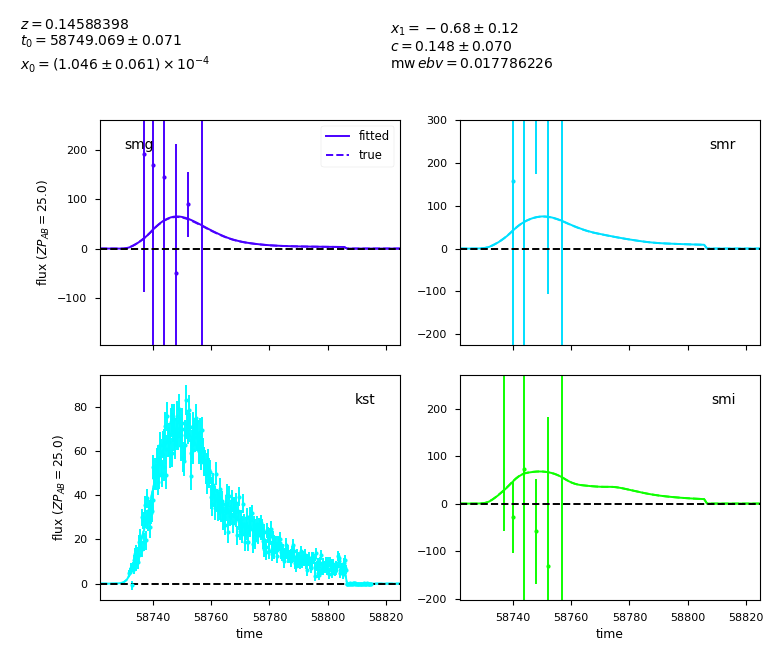 z = 0.14588398
t₀ = 58749.069 ± 0.071
x₀ = (1.046 ± 0.061) × 10⁻⁴
x₁ = −0.68 ± 0.12
c = 0.148 ± 0.070
mw ebv = 0.017786226
smg
fitted
true
flux (ZP_AB = 25.0)
200
100
0
−100
smr
300
200
100
0
−100
−200
kst
flux (ZP_AB = 25.0)
80
60
40
20
0
58740 58760 58780 58800 58820
time
smi
200
100
0
−100
−200
58740 58760 58780 58800 58820
time